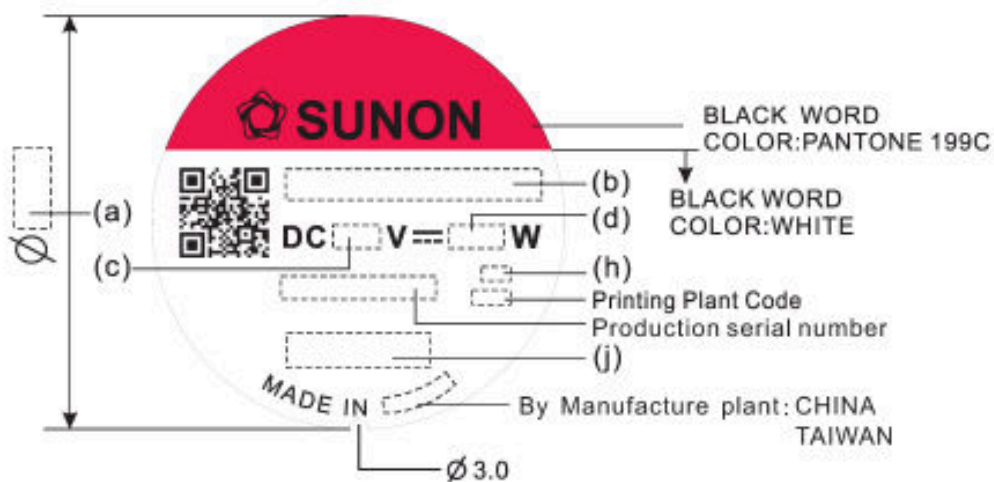 SUNON
BLACK WORD
COLOR:PANTONE 199C
(b)
BLACK WORD
COLOR:WHITE
(a)
Ø
(d)
DC V W
(c)
(h)
Printing Plant Code
Production serial number
(j)
MADE IN
By Manufacture plant: CHINA
TAIWAN
Ø 3.0